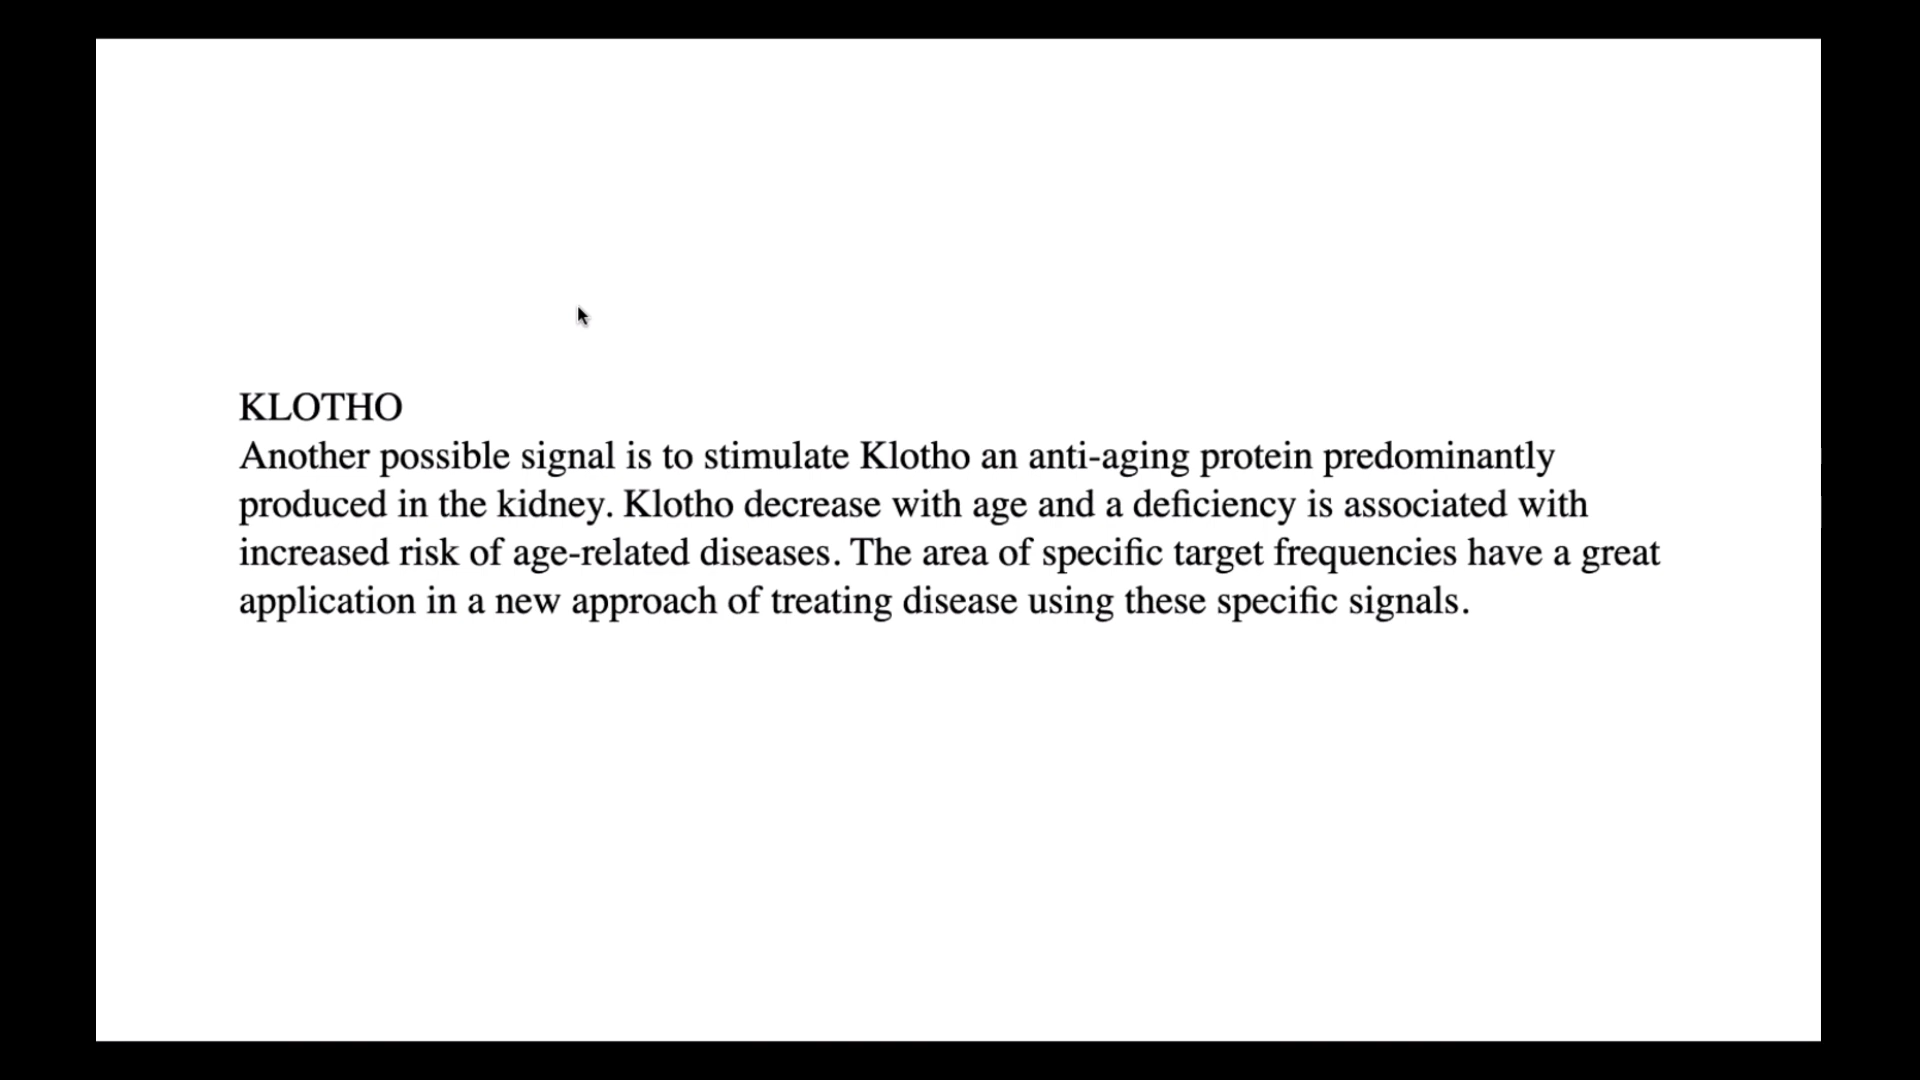 KLOTHO
Another possible signal is to stimulate Klotho an anti-aging protein predominantly
produced in the kidney. Klotho decrease with age and a deficiency is associated with
increased risk of age-related diseases. The area of specific target frequencies have a great
application in a new approach of treating disease using these specific signals.